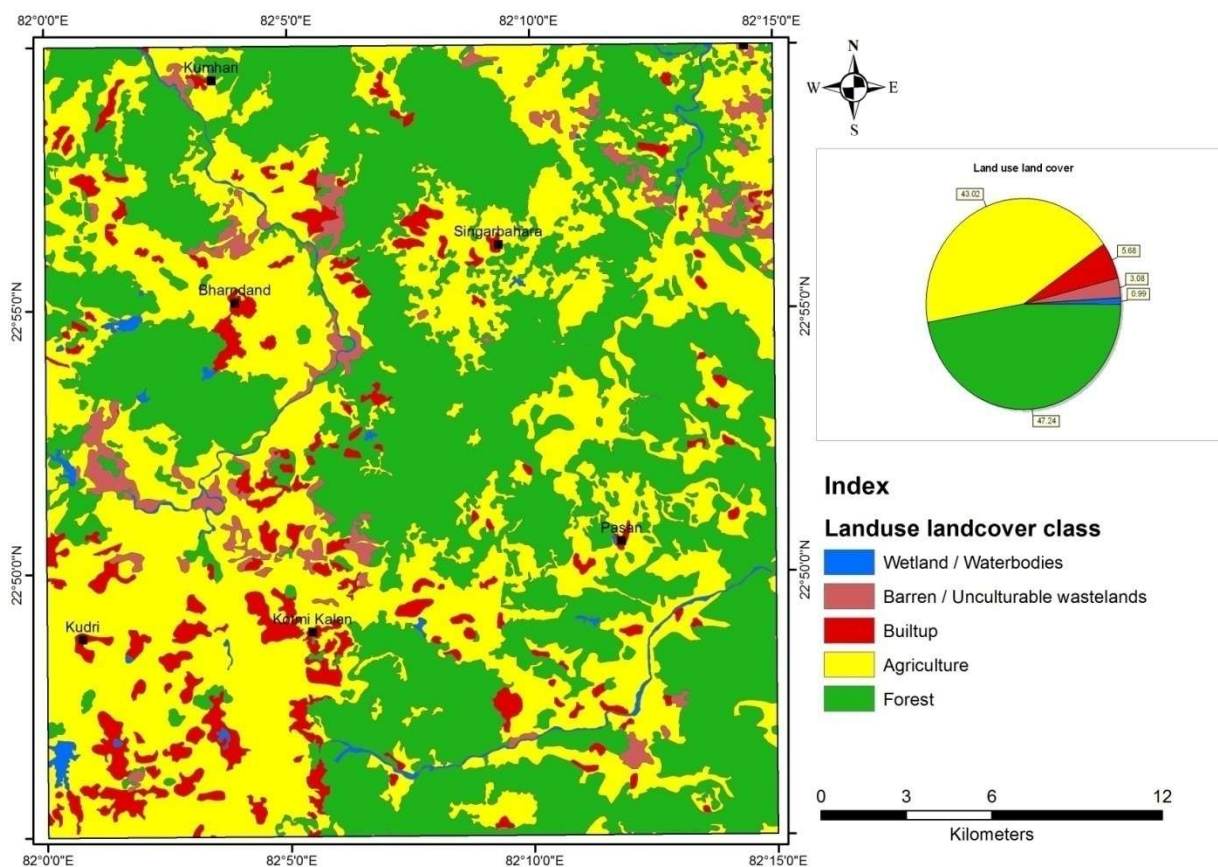 82°0'0"E 82°5'0"E 82°10'0"E 82°15'0"E
N
W E
S
Kumhan
Singarbahara
Bharrdand
Pasan
Kudri
Kormi Kalan
22°55'0"N
22°50'0"N
22°55'0"N
22°50'0"N
82°0'0"E 82°5'0"E 82°10'0"E 82°15'0"E
Land use land cover
43.02
5.68
3.08
0.99
47.24
Index
Landuse landcover class
Wetland / Waterbodies
Barren / Unculturable wastelands
Builtup
Agriculture
Forest
0 3 6 12
Kilometers